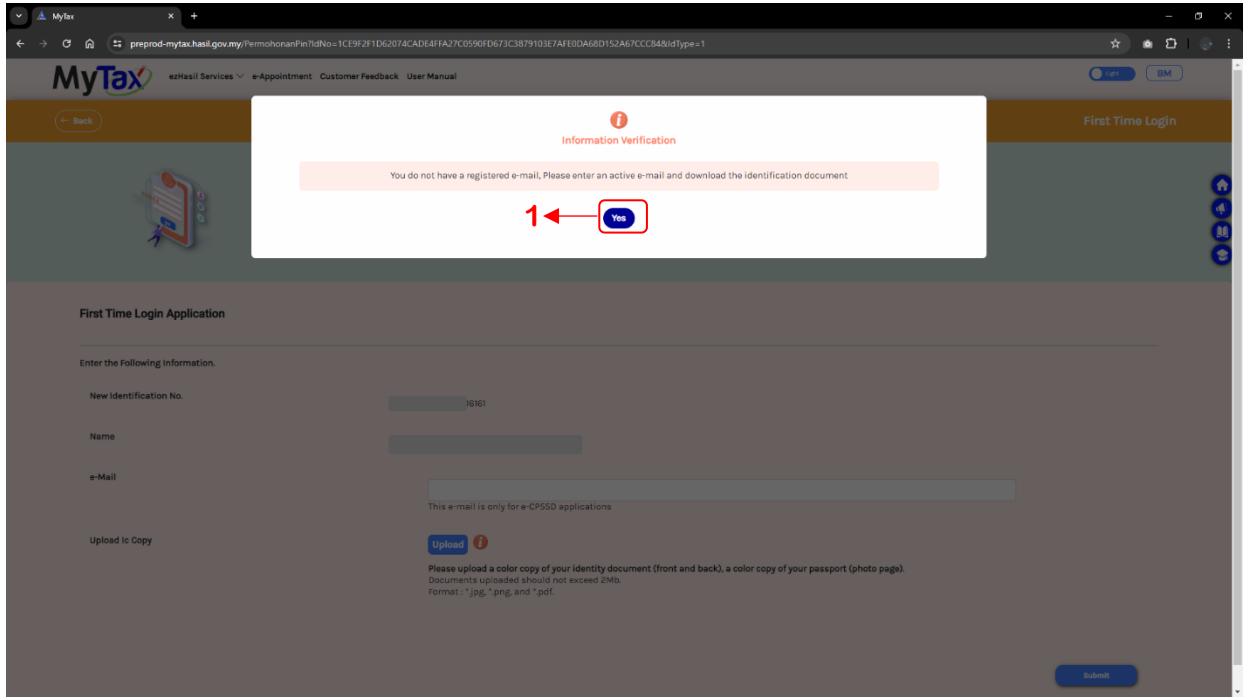 MyTax
preprod-mytax.hasil.gov.my/PermohonanPin?IdNo=1CE9F2F1D62074CADE4FFA27C0590FD673C3879103E7AFE0DA68D152A67CCC84&IdType=1
MyTax ezHasil Services e-Appointment Customer Feedback User Manual Light BM
← Back First Time Login
Information Verification
You do not have a registered e-mail, Please enter an active e-mail and download the identification document
1 Yes
First Time Login Application
Enter the Following Information.
New Identification No. 16161
Name
e-Mail
This e-mail is only for e-CPSSD applications
Upload Ic Copy Upload
Please upload a color copy of your identity document (front and back), a color copy of your passport (photo page).
Documents uploaded should not exceed 2Mb.
Format : *.jpg, *.png, and *.pdf.
Submit